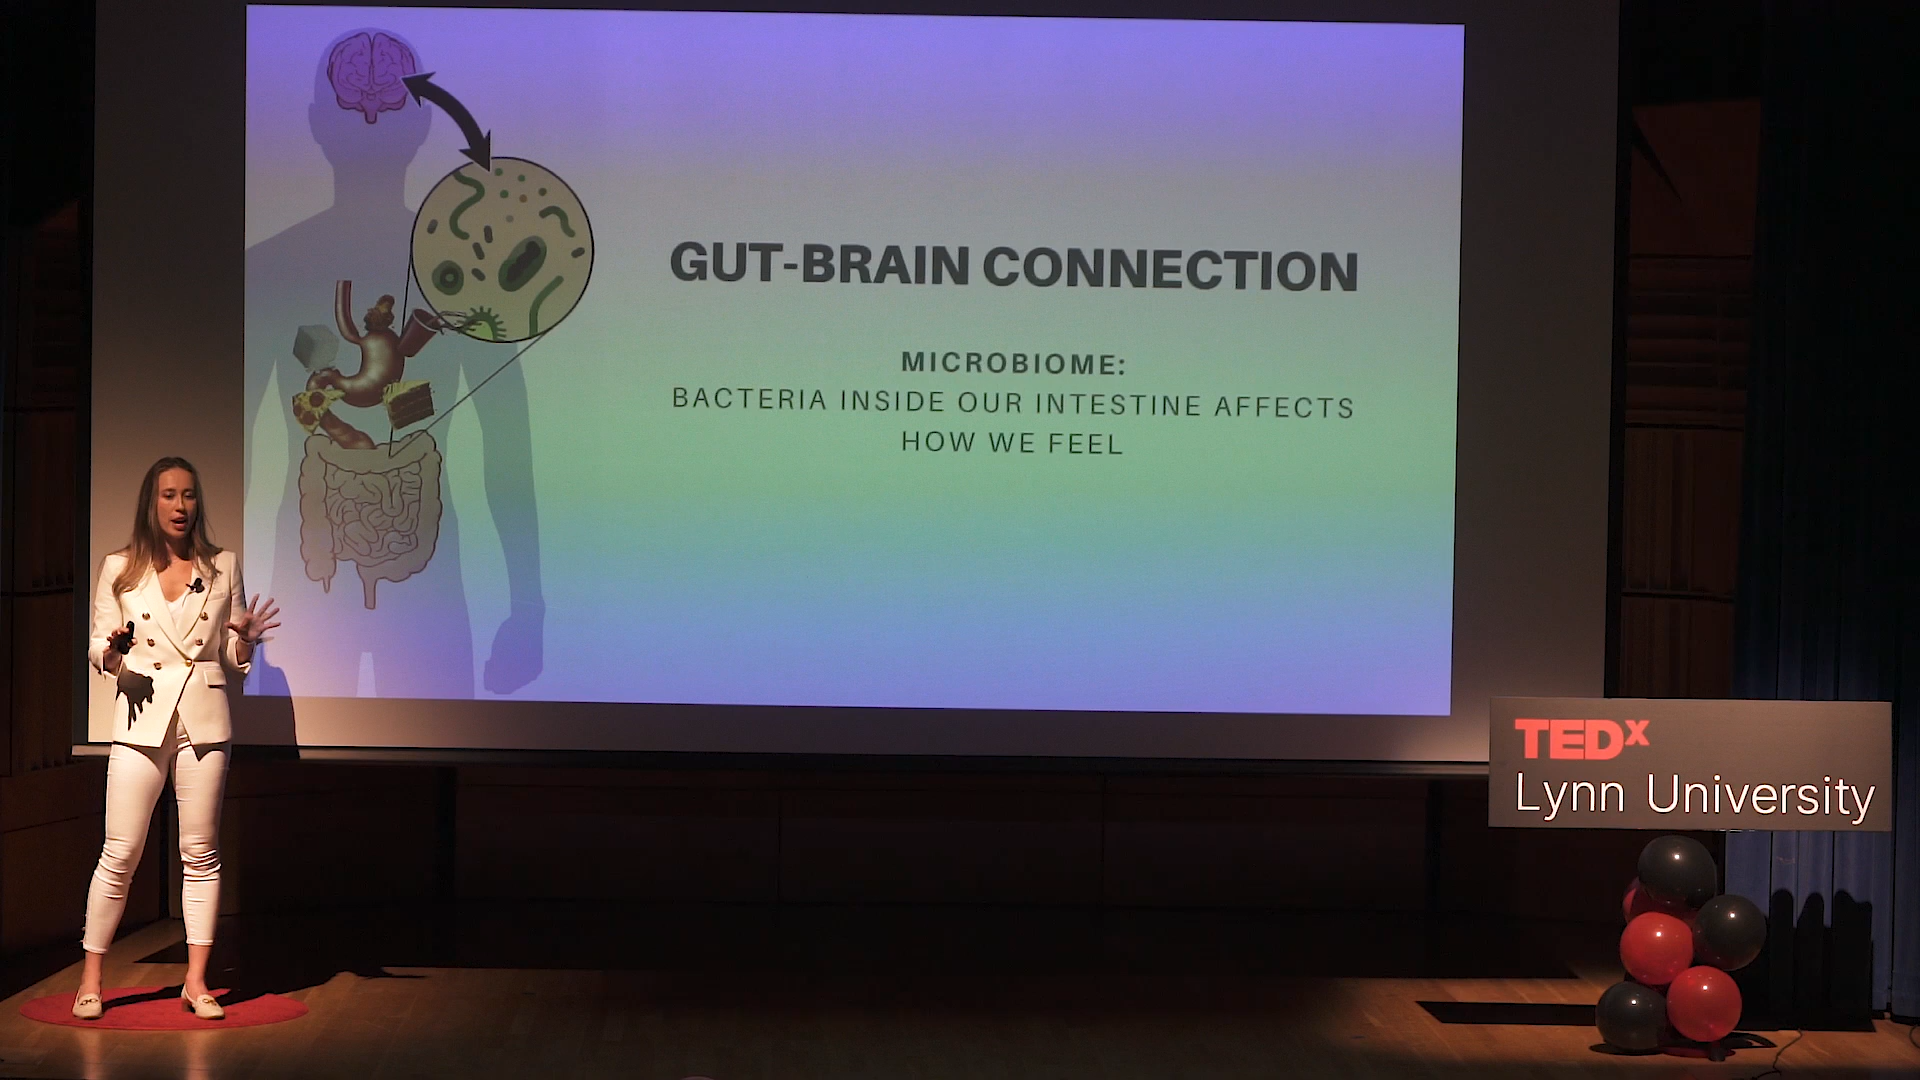 GUT-BRAIN CONNECTION
MICROBIOME:
BACTERIA INSIDE OUR INTESTINE AFFECTS
HOW WE FEEL
TEDx
Lynn University